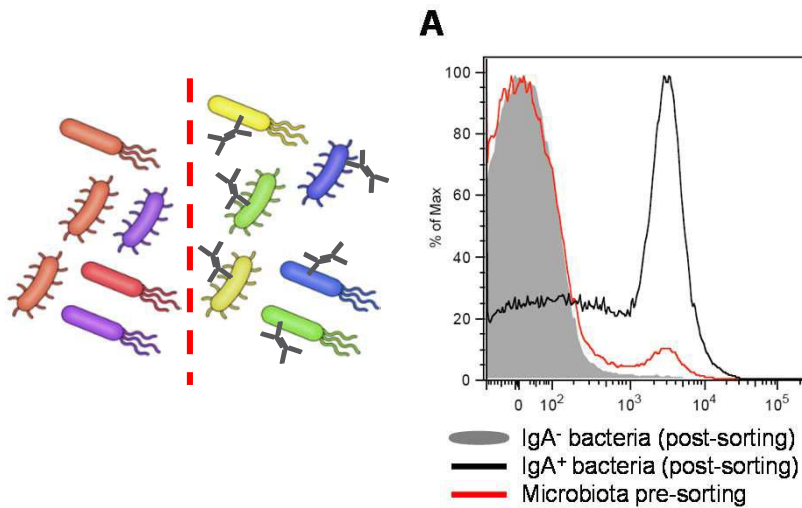 A
100
80
60
40
20
0
% of Max
0 10² 10³ 10⁴ 10⁵
IgA⁻ bacteria (post-sorting)
IgA⁺ bacteria (post-sorting)
Microbiota pre-sorting